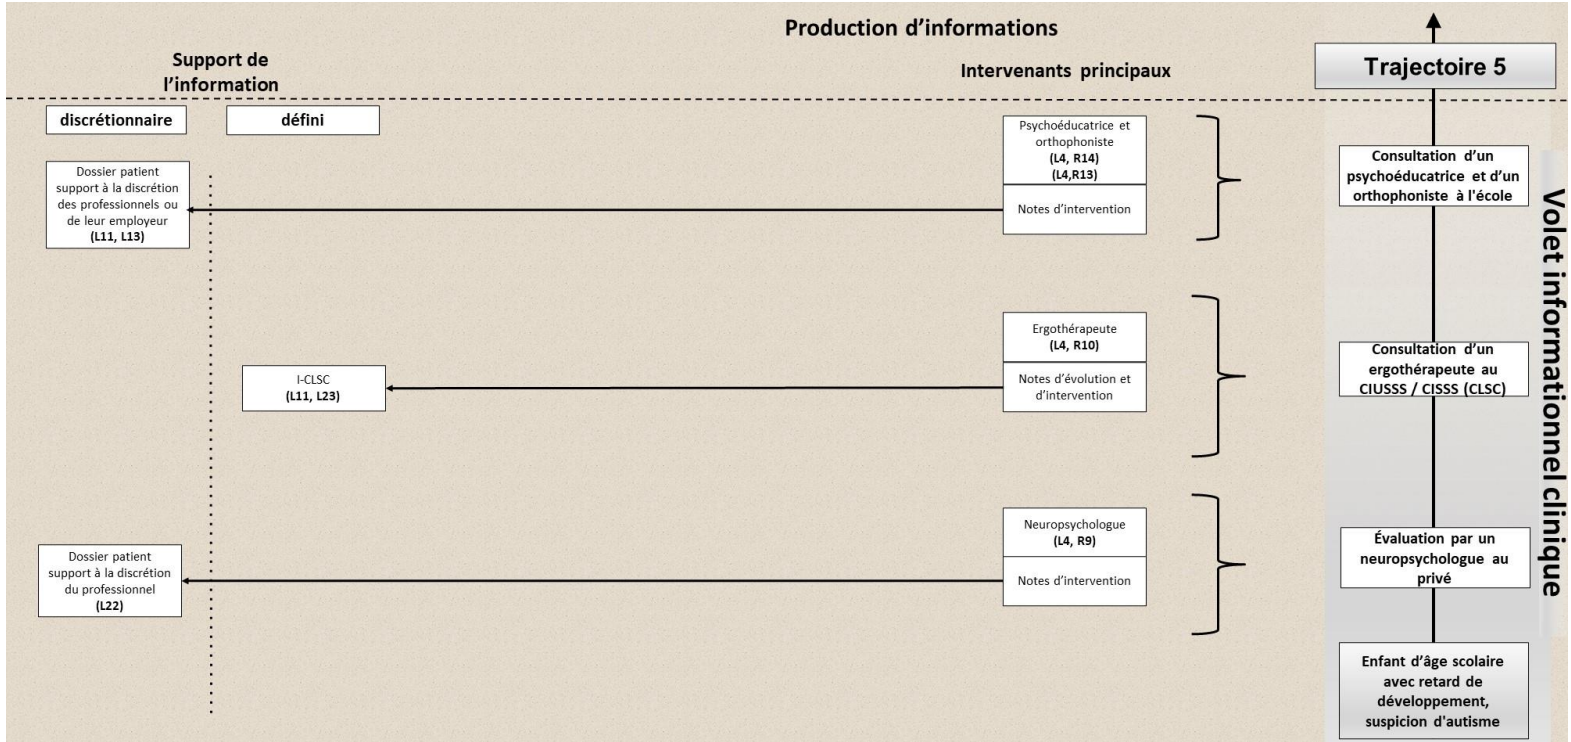 Production d’informations
Support de
l’information
Intervenants principaux
Trajectoire 5
discrétionnaire
défini
Psychoéducatrice et
orthophoniste
(L4, R14)
(L4,R13)
Notes d’intervention
Dossier patient
support à la discrétion
des professionnels ou
de leur employeur
(L11, L13)
Consultation d’un
psychoéducatrice et d’un
orthophoniste à l'école
Volet informationnel clinique
Ergothérapeute
(L4, R10)
Notes d’évolution et
d’intervention
I-CLSC
(L11, L23)
Consultation d’un
ergothérapeute au
CIUSSS / CISSS (CLSC)
Neuropsychologue
(L4, R9)
Notes d’intervention
Dossier patient
support à la discrétion
du professionnel
(L22)
Évaluation par un
neuropsychologue au
privé
Enfant d’âge scolaire
avec retard de
développement,
suspicion d'autisme